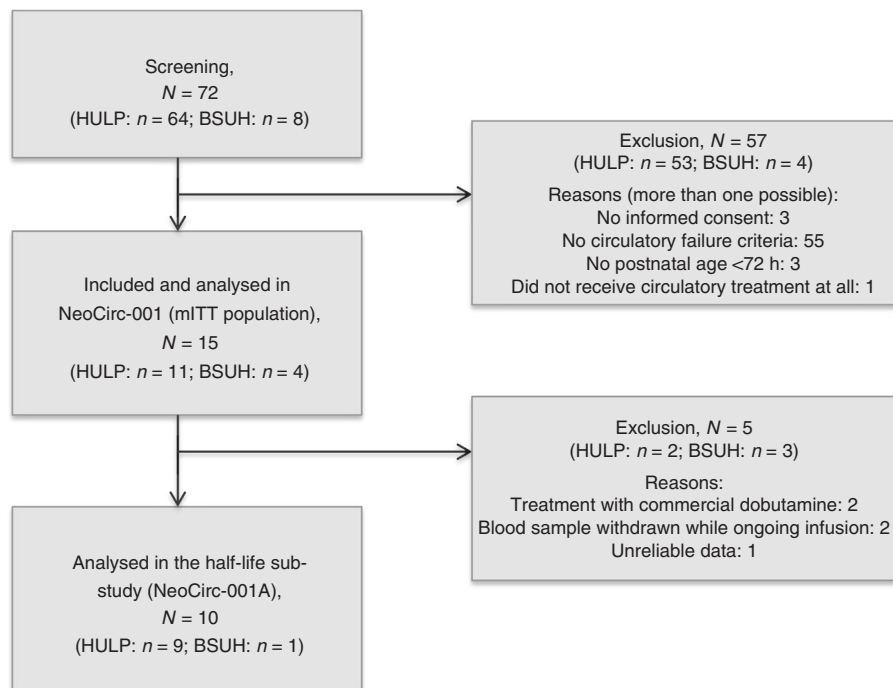 Screening,
N = 72
(HULP: n = 64; BSUH: n = 8)
Exclusion, N = 57
(HULP: n = 53; BSUH: n = 4)
Reasons (more than one possible):
No informed consent: 3
No circulatory failure criteria: 55
No postnatal age <72 h: 3
Did not receive circulatory treatment at all: 1
Included and analysed in
NeoCirc-001 (mITT population),
N = 15
(HULP: n = 11; BSUH: n = 4)
Exclusion, N = 5
(HULP: n = 2; BSUH: n = 3)
Reasons:
Treatment with commercial dobutamine: 2
Blood sample withdrawn while ongoing infusion: 2
Unreliable data: 1
Analysed in the half-life sub-
study (NeoCirc-001A),
N = 10
(HULP: n = 9; BSUH: n = 1)